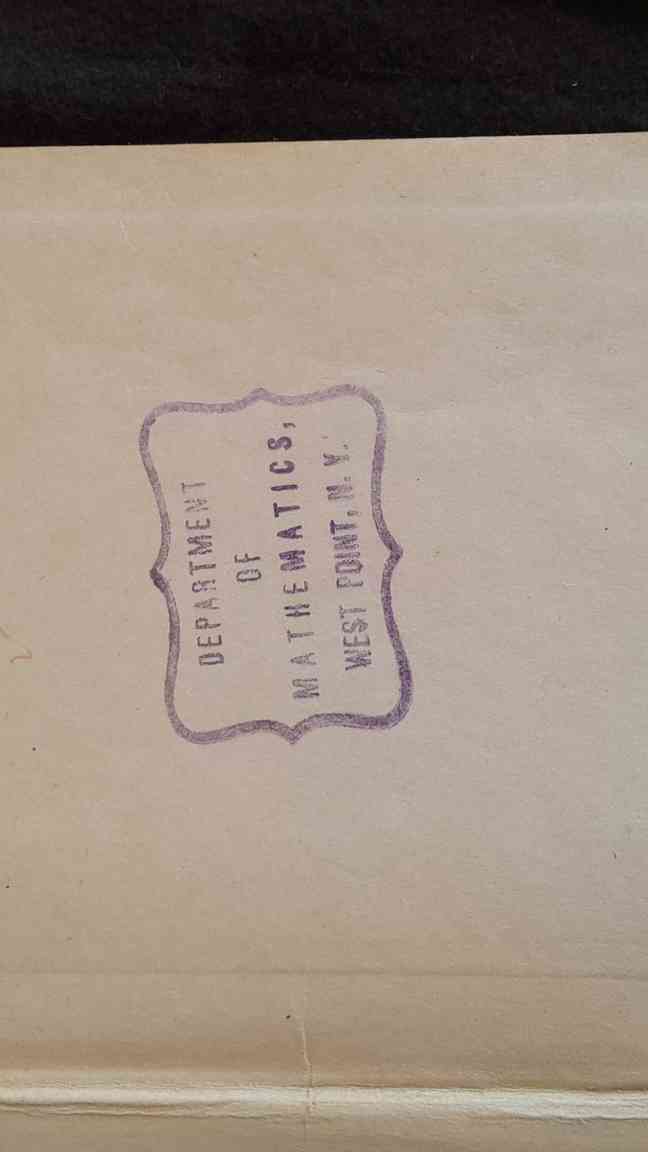 DEPARTMENT
OF
MATHEMATICS,
WEST POINT, N.Y.